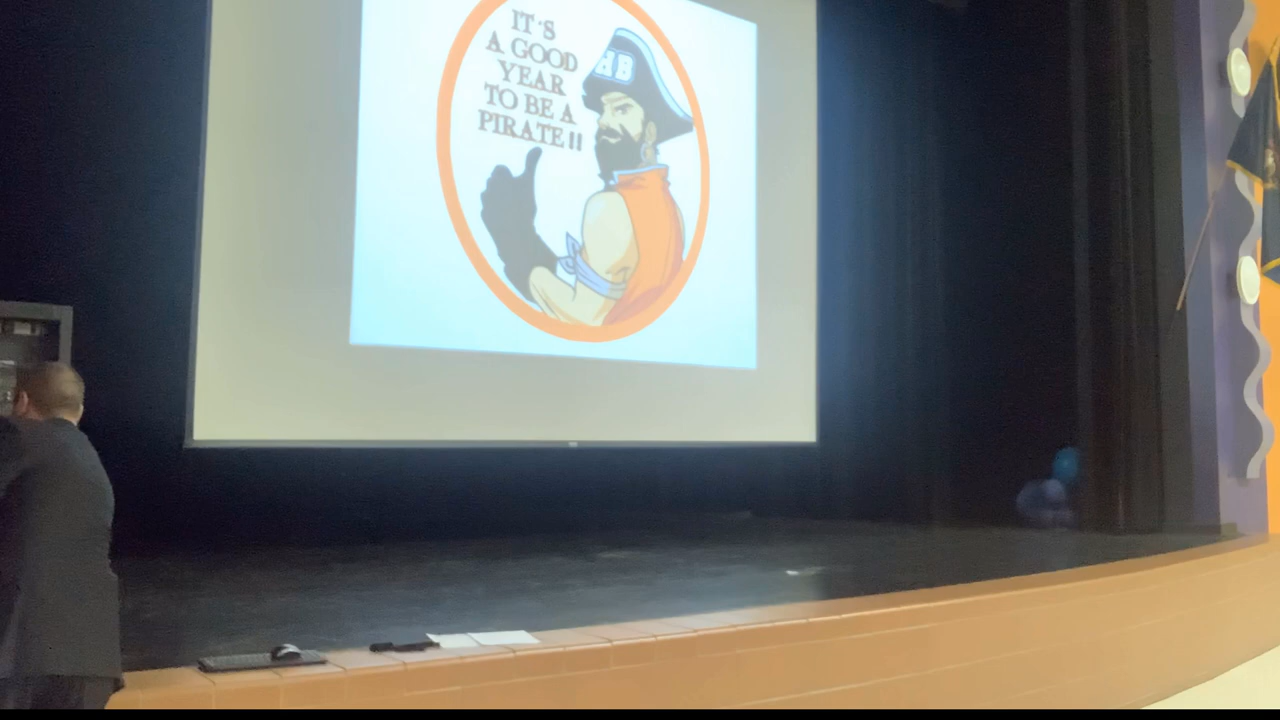 IT'S
A GOOD
YEAR
TO BE A
PIRATE!!
HB